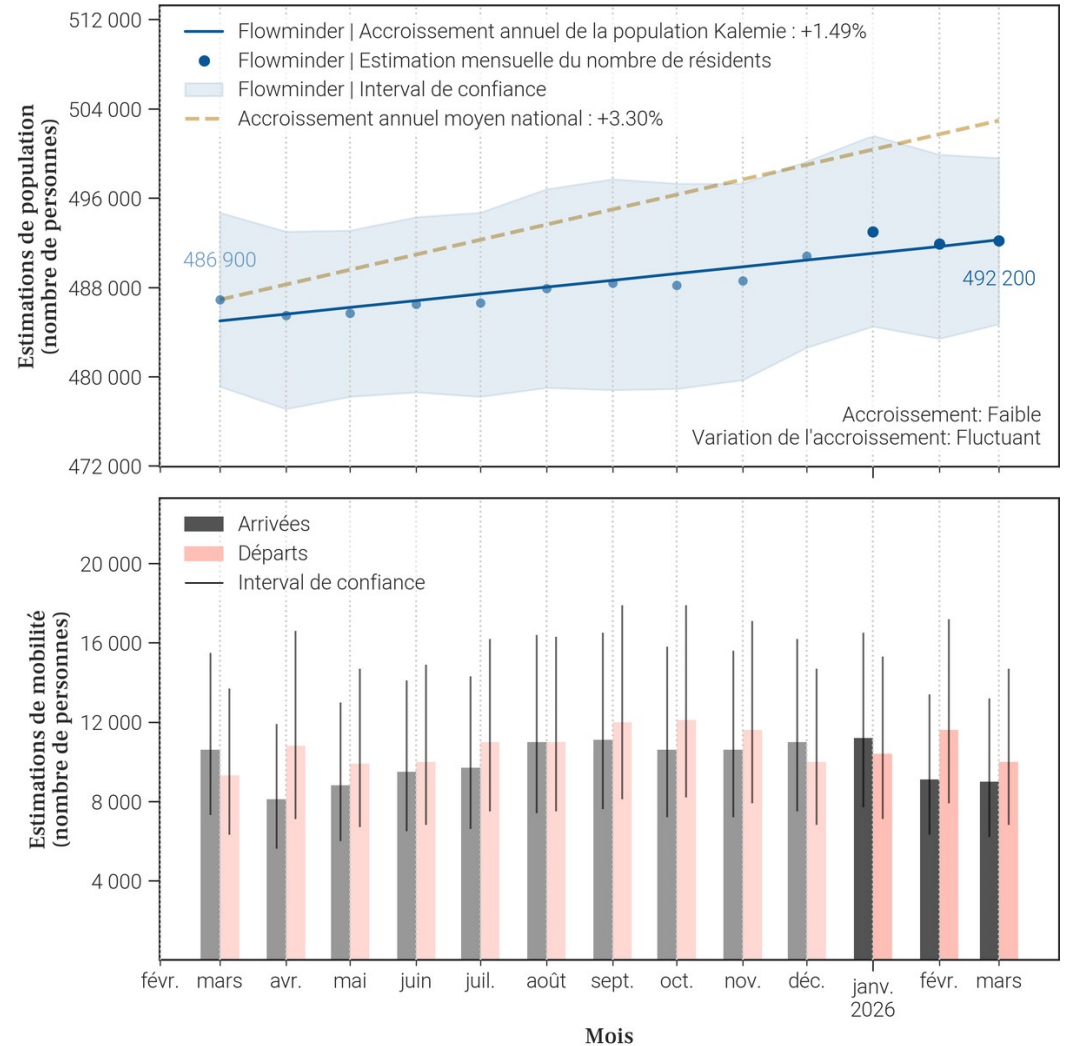 512 000
504 000
496 000
488 000
480 000
472 000
Estimations de population
(nombre de personnes)
Flowminder | Accroissement annuel de la population Kalemie : +1.49%
Flowminder | Estimation mensuelle du nombre de résidents
Flowminder | Interval de confiance
Accroissement annuel moyen national : +3.30%
486 900
492 200
Accroissement: Faible
Variation de l'accroissement: Fluctuant
Arrivées
Départs
Interval de confiance
20 000
16 000
12 000
8 000
4 000
Estimations de mobilité
(nombre de personnes)
févr. mars avr. mai juin juil. août sept. oct. nov. déc. janv. févr. mars
2026
Mois